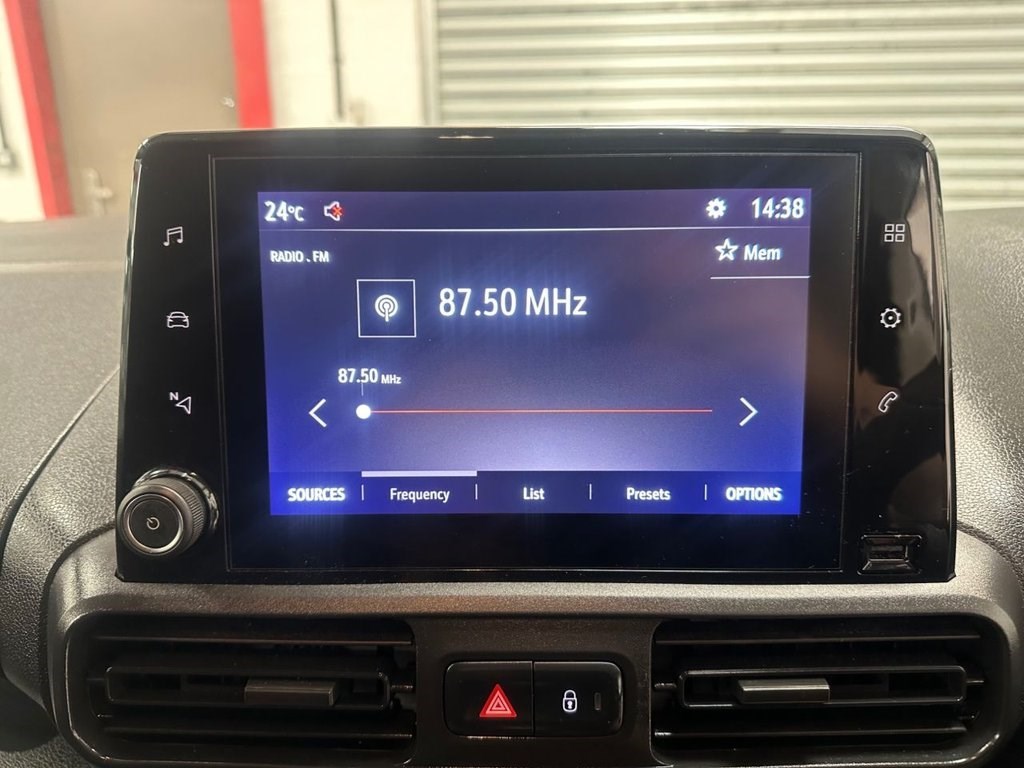 24°C 14:38
RADIO . FM
Mem
87.50 MHz
87.50 MHz
N
SOURCES Frequency List Presets OPTIONS